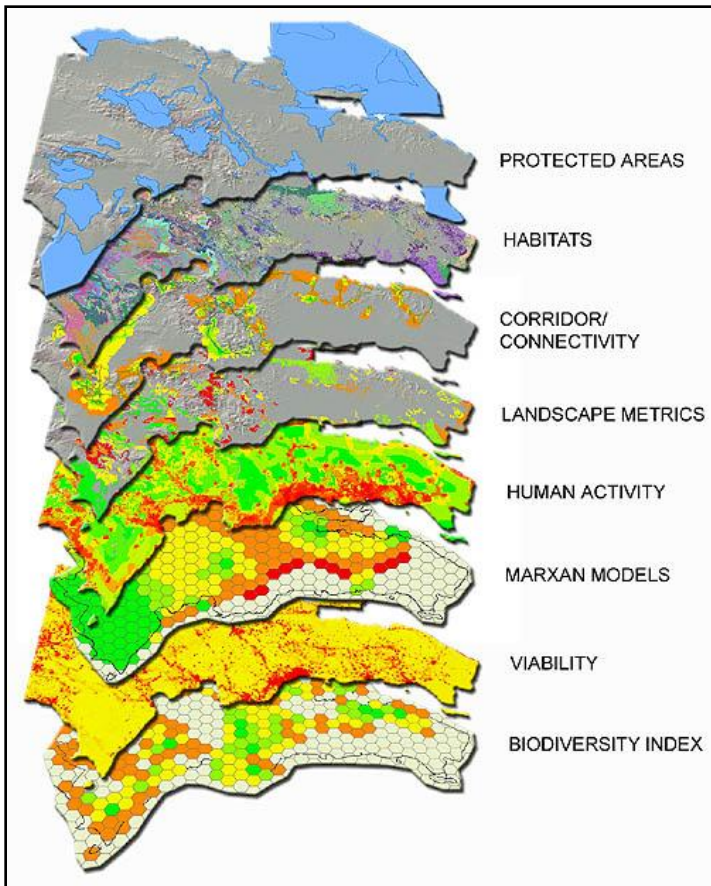 PROTECTED AREAS
HABITATS
CORRIDOR/
CONNECTIVITY
LANDSCAPE METRICS
HUMAN ACTIVITY
MARXAN MODELS
VIABILITY
BIODIVERSITY INDEX